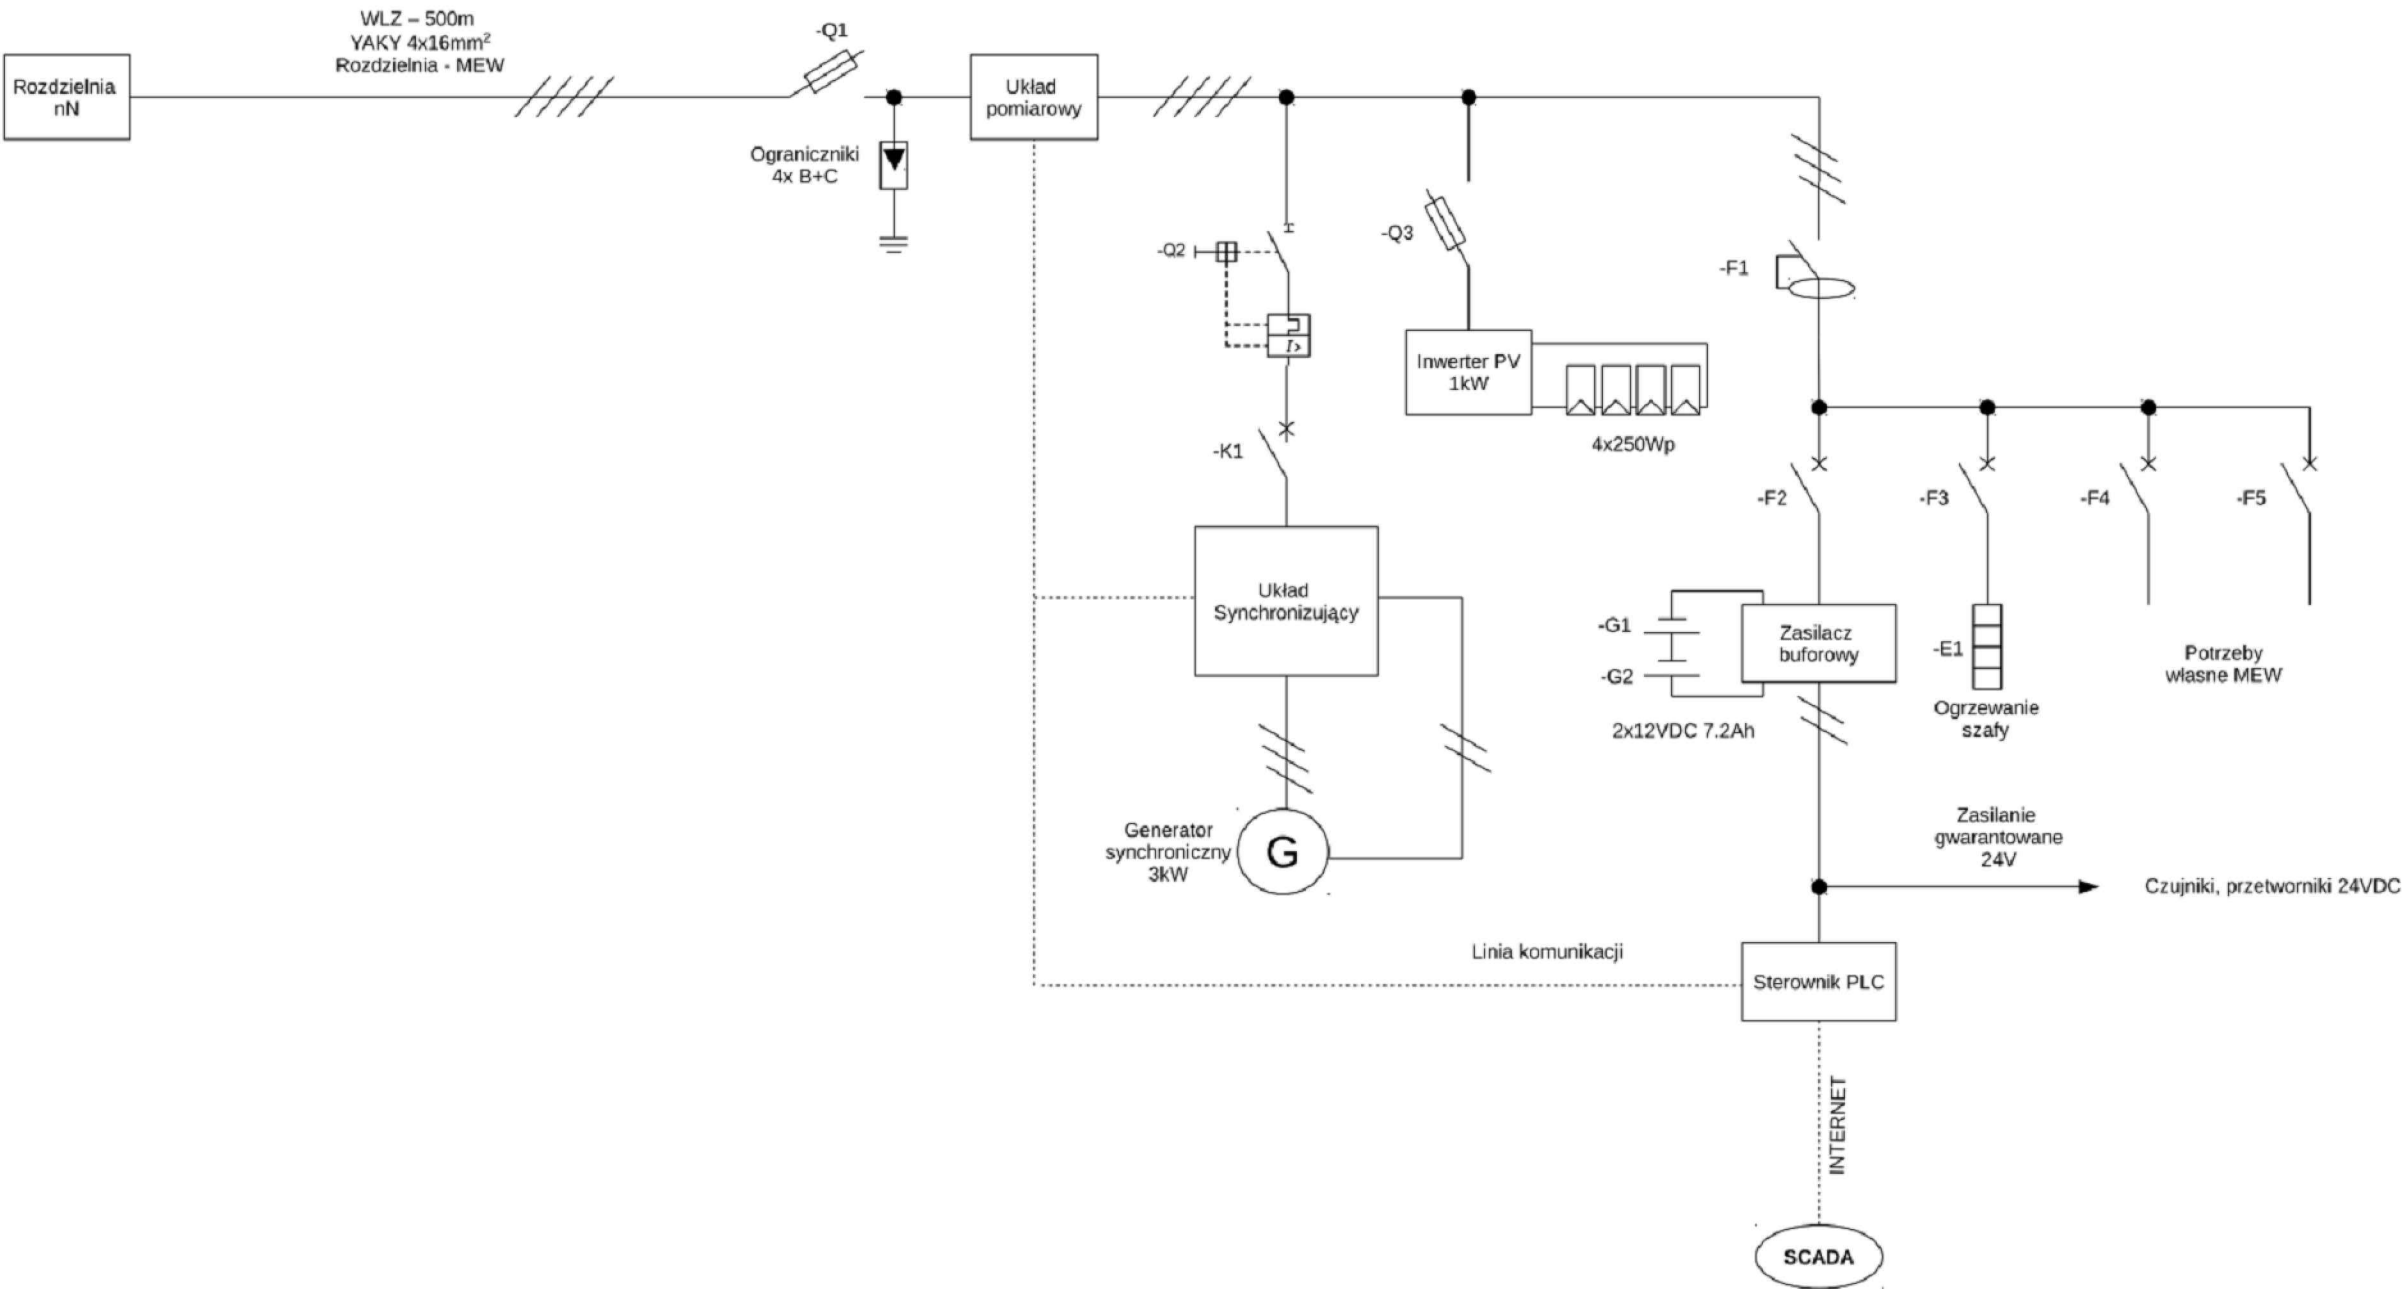 WLZ – 500m
YAKY 4x16mm²
Rozdzielnia - MEW
-Q1
Rozdzielnia
nN
Układ
pomiarowy
Ograniczniki
4x B+C
-Q2
I>
-Q3
-F1
Inwerter PV
1kW
4x250Wp
-K1
-F2
-F3
-F4
-F5
Układ
Synchronizujący
-G1
-G2
2x12VDC 7.2Ah
Zasilacz
buforowy
-E1
Ogrzewanie
szafy
Potrzeby
własne MEW
Generator
synchroniczny
3kW
G
Zasilanie
gwarantowane
24V
Czujniki, przetworniki 24VDC
Linia komunikacji
Sterownik PLC
INTERNET
SCADA